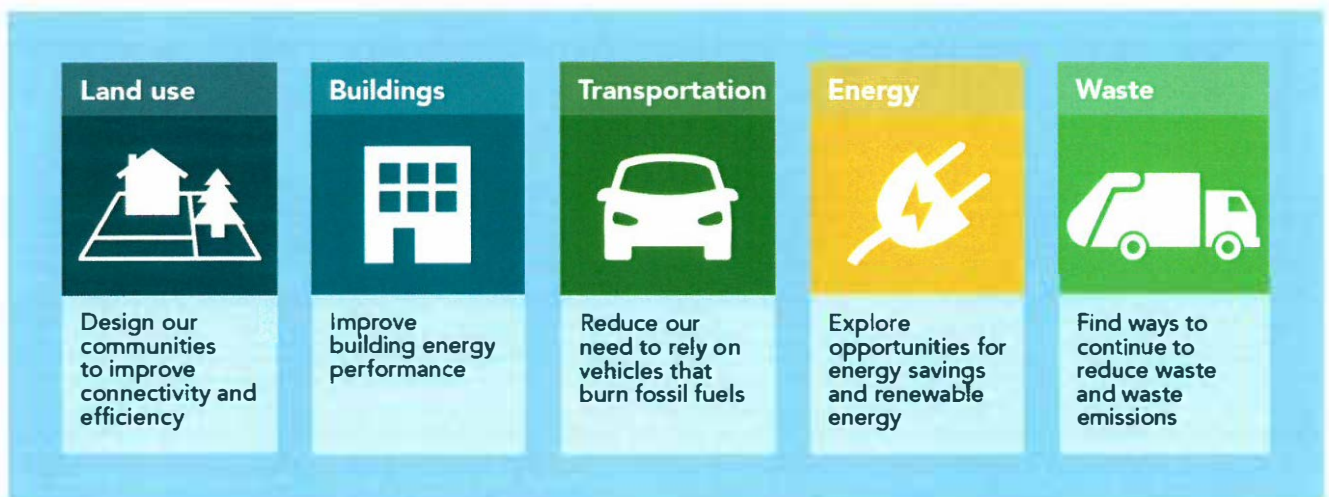 Land use
Design our
communities
to improve
connectivity and
efficiency
Buildings
Improve
building energy
performance
Transportation
Reduce our
need to rely on
vehicles that
burn fossil fuels
Energy
Explore
opportunities for
energy savings
and renewable
energy
Waste
Find ways to
continue to
reduce waste
and waste
emissions